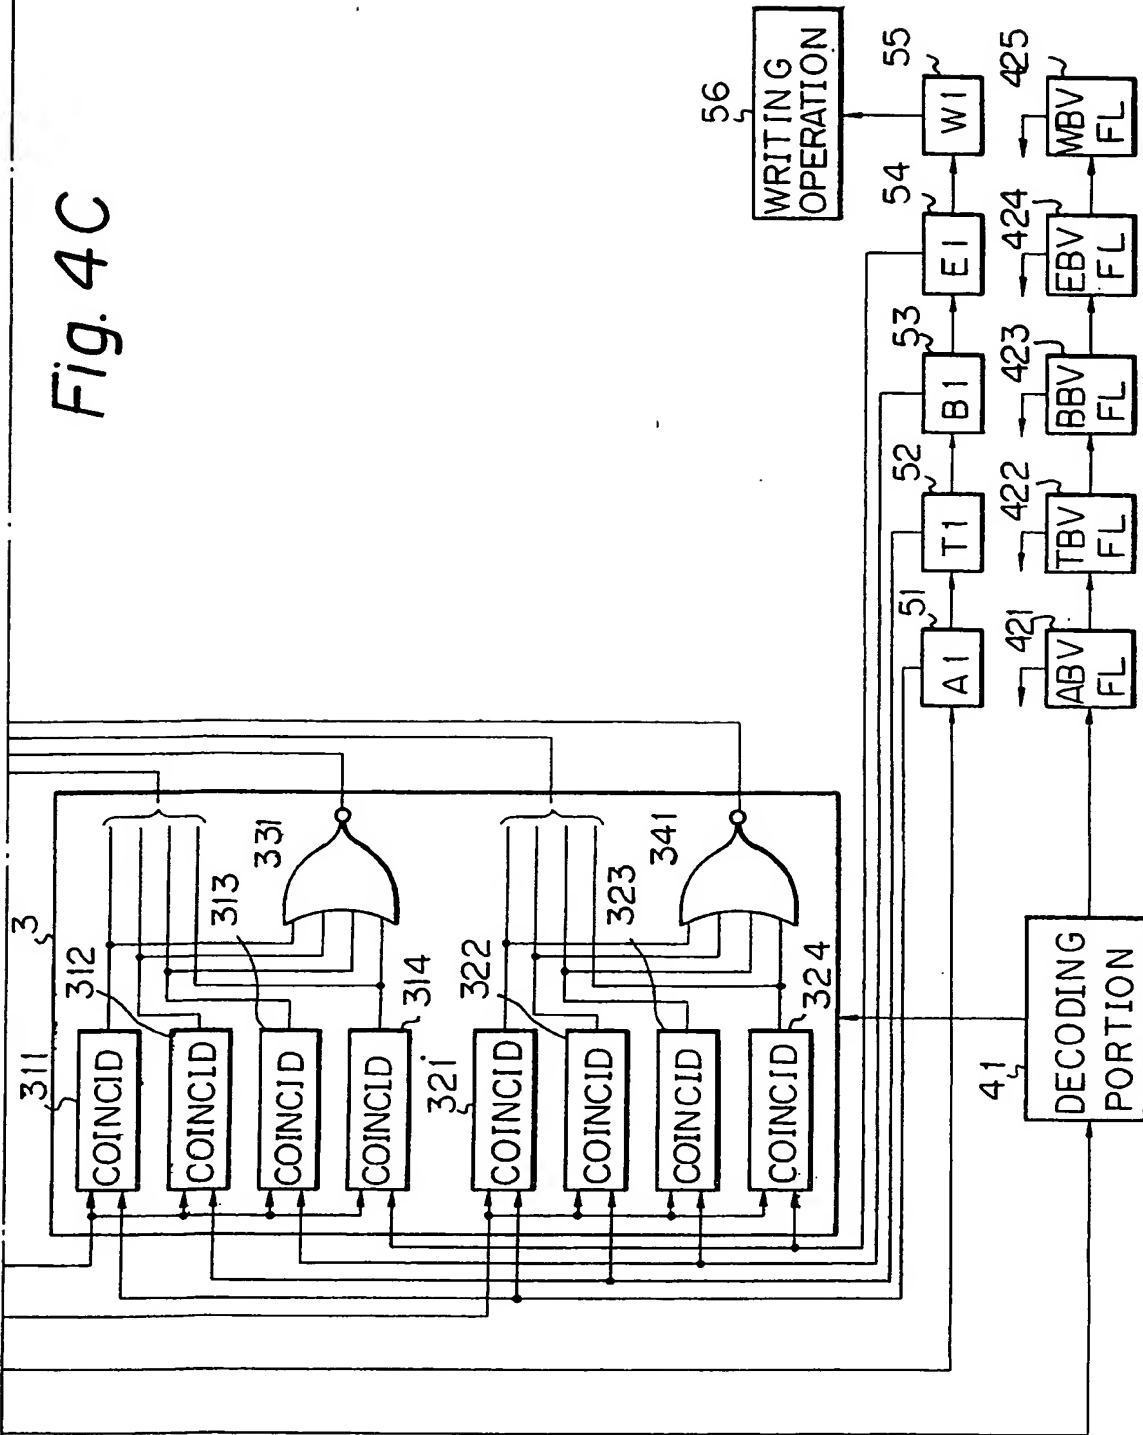 Fig. 4C
3
311
COINCID
312
COINCID
313
COINCID
314
COINCID
331
321
COINCID
322
COINCID
323
COINCID
324
COINCID
341
41
DECODING
PORTION
51
A1
52
T1
53
B1
54
E1
55
W1
56
WRITING
OPERATION
421
ABV
FL
422
TBV
FL
423
BBV
FL
424
EBV
FL
425
WBV
FL